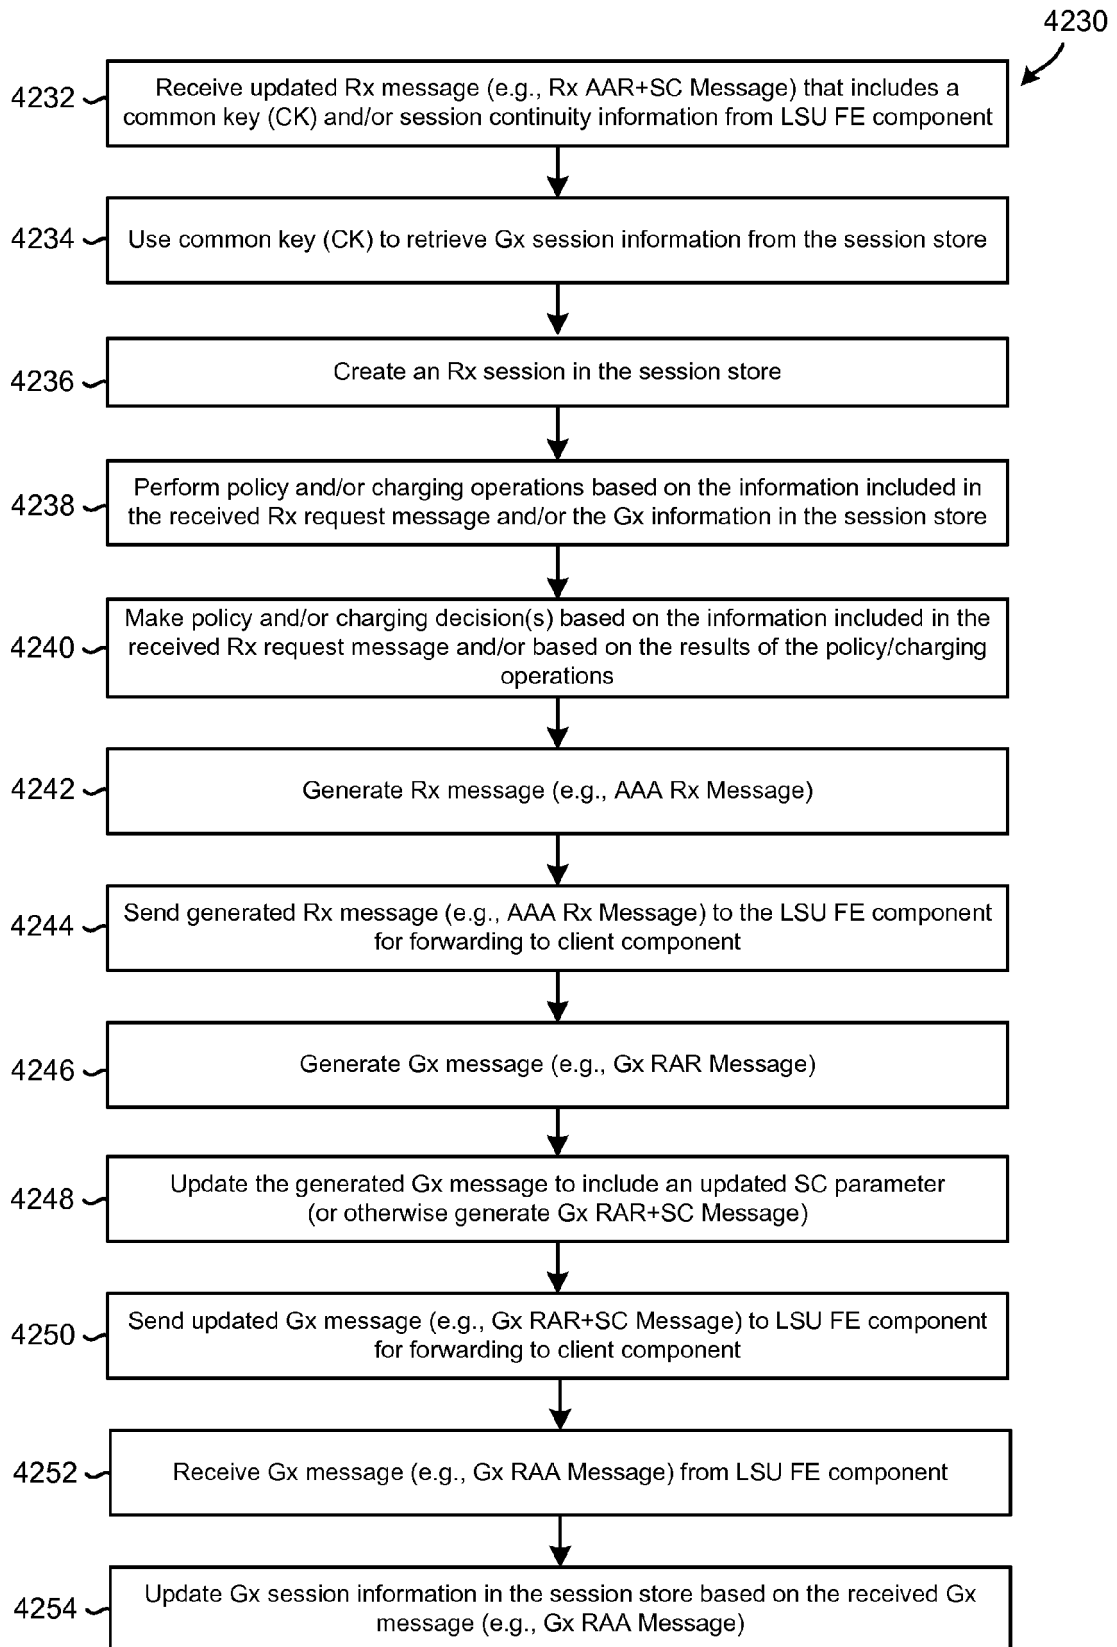 4230
4232
Receive updated Rx message (e.g., Rx AAR+SC Message) that includes a
common key (CK) and/or session continuity information from LSU FE component
4234
Use common key (CK) to retrieve Gx session information from the session store
4236
Create an Rx session in the session store
4238
Perform policy and/or charging operations based on the information included in
the received Rx request message and/or the Gx information in the session store
4240
Make policy and/or charging decision(s) based on the information included in the
received Rx request message and/or based on the results of the policy/charging
operations
4242
Generate Rx message (e.g., AAA Rx Message)
4244
Send generated Rx message (e.g., AAA Rx Message) to the LSU FE component
for forwarding to client component
4246
Generate Gx message (e.g., Gx RAR Message)
4248
Update the generated Gx message to include an updated SC parameter
(or otherwise generate Gx RAR+SC Message)
4250
Send updated Gx message (e.g., Gx RAR+SC Message) to LSU FE component
for forwarding to client component
4252
Receive Gx message (e.g., Gx RAA Message) from LSU FE component
4254
Update Gx session information in the session store based on the received Gx
message (e.g., Gx RAA Message)